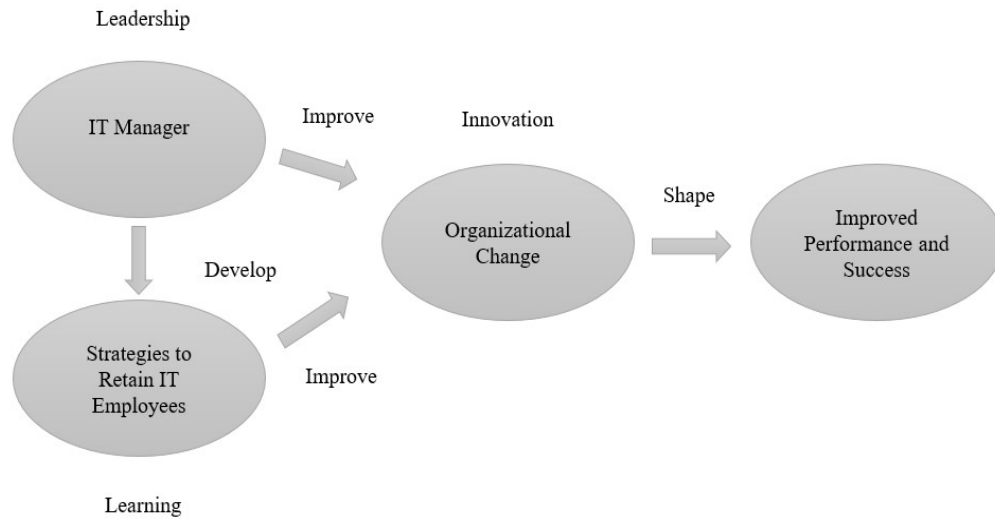 Leadership
IT Manager
Improve
Innovation
Organizational
Change
Shape
Improved
Performance and
Success
Develop
Strategies to
Retain IT
Employees
Improve
Learning